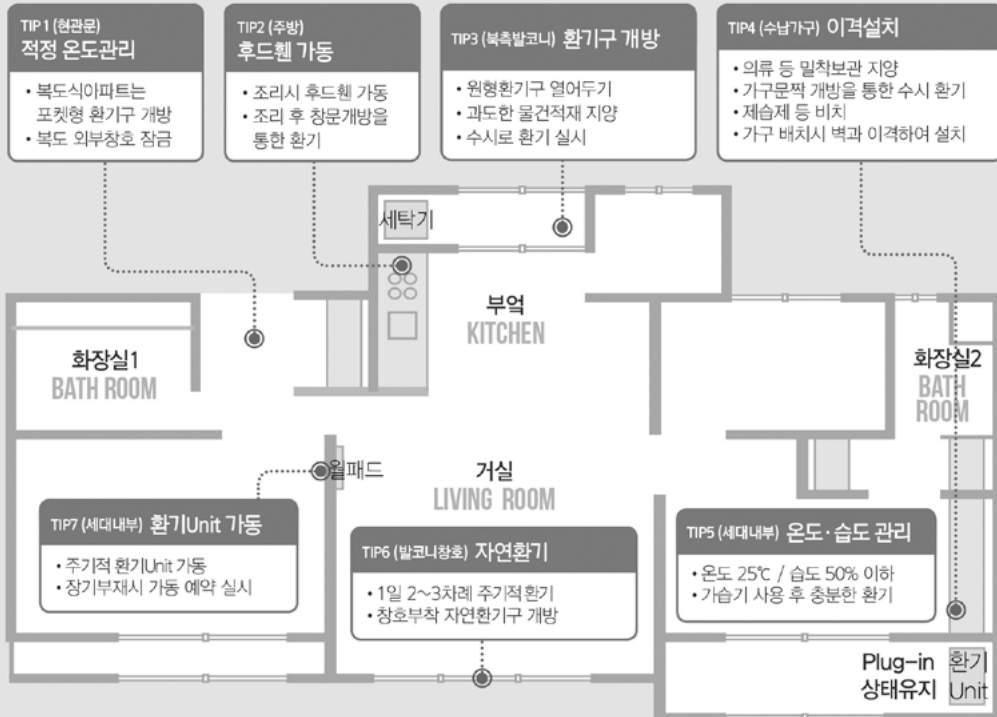 TIP1 (현관문)
적정 온도관리
• 복도식아파트는
포켓형 환기구 개방
• 복도 외부창호 잠금
TIP2 (주방)
후드휀 가동
• 조리시 후드휀 가동
• 조리 후 창문개방을
통한 환기
TIP3 (북측발코니) 환기구 개방
• 원형환기구 열어두기
• 과도한 물건적재 지양
• 수시로 환기 실시
TIP4 (수납가구) 이격설치
• 의류 등 밀착보관 지양
• 가구문짝 개방을 통한 수시 환기
• 제습제 등 비치
• 가구 배치시 벽과 이격하여 설치
세탁기
부엌
KITCHEN
화장실1
BATH ROOM
화장실2
BATH
ROOM
월패드
거실
LIVING ROOM
TIP7 (세대내부) 환기Unit 가동
• 주기적 환기Unit 가동
• 장기부재시 가동 예약 실시
TIP6 (발코니창호) 자연환기
• 1일 2~3차례 주기적환기
• 창호부착 자연환기구 개방
TIP5 (세대내부) 온도·습도 관리
• 온도 25℃ / 습도 50% 이하
• 가습기 사용 후 충분한 환기
Plug-in
상태유지
환기
Unit